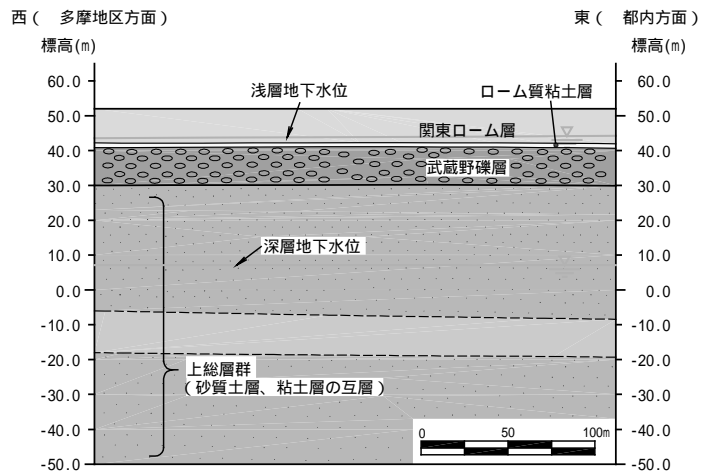 西（　多摩地区方面）
東（　都内方面）
標高(m)
標高(m)
60.0
60.0
浅層地下水位
ローム質粘土層
50.0
50.0
関東ローム層
40.0
40.0
武蔵野礫層
30.0
30.0
20.0
20.0
深層地下水位
10.0
10.0
0.0
0.0
-10.0
-10.0
-20.0
-20.0
上総層群
（砂質土層、粘土層の互層）
-30.0
-30.0
-40.0
-40.0
0 50 100m
-50.0
-50.0